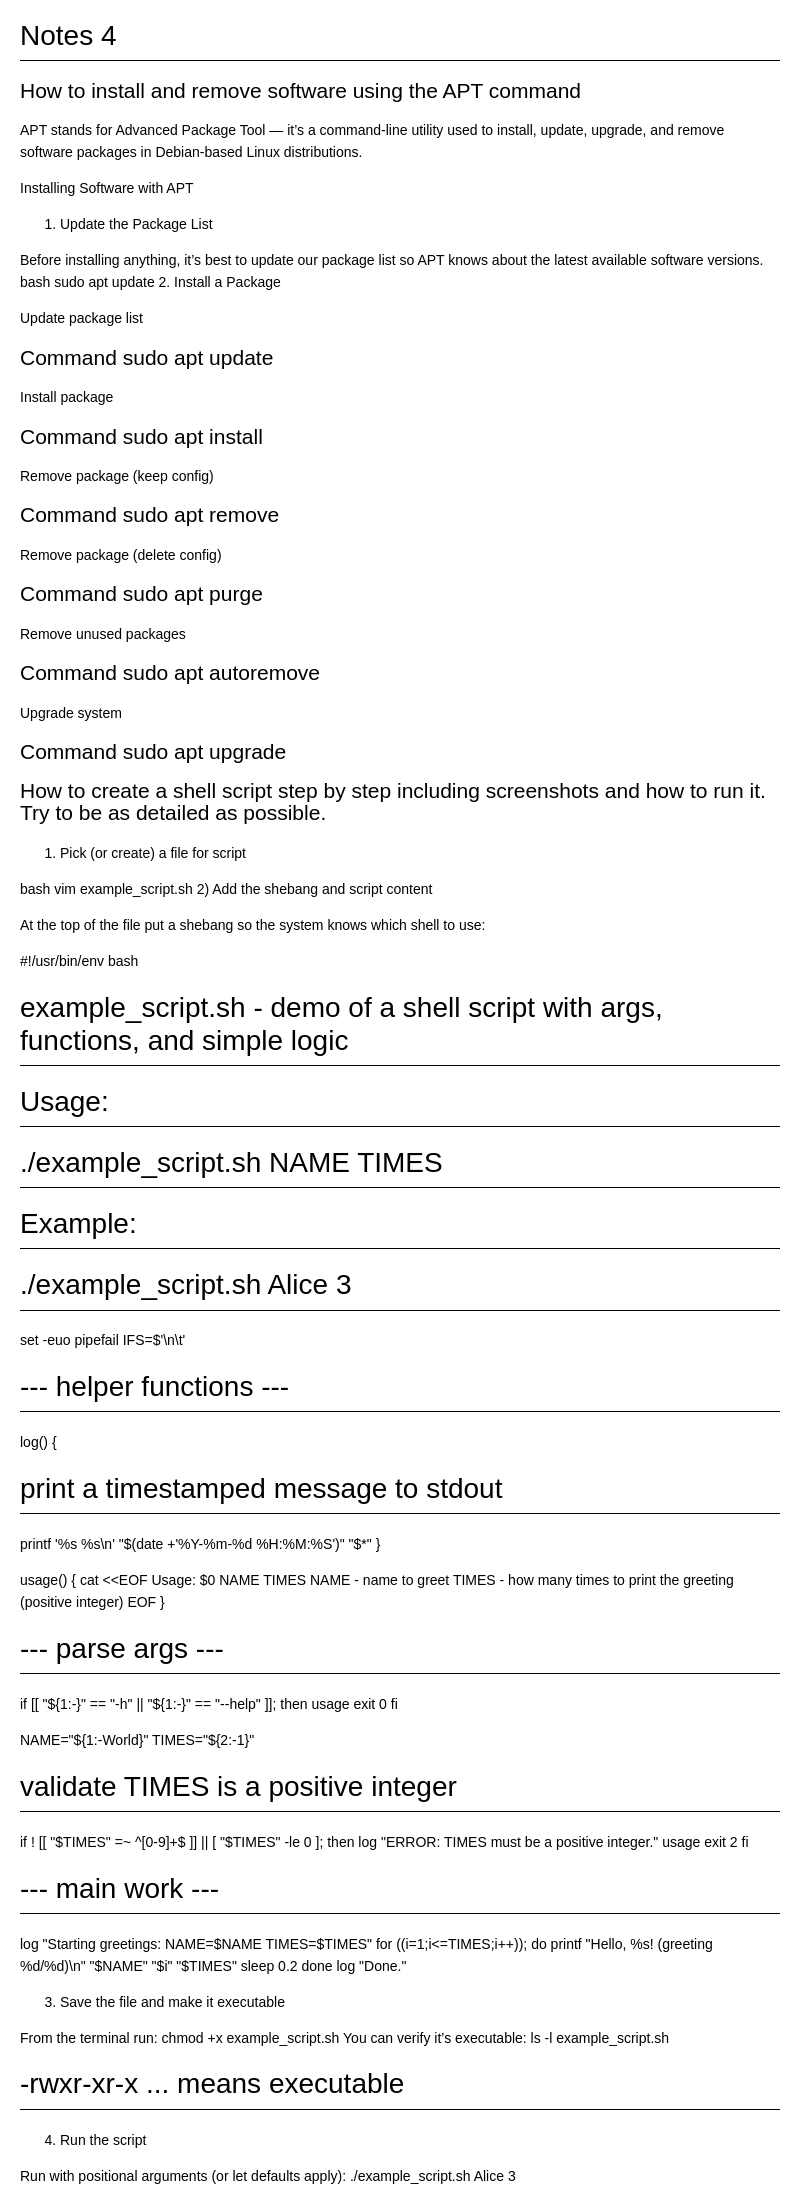 Notes 4
How to install and remove software using the APT command
APT stands for Advanced Package Tool — it’s a command-line utility used to install, update, upgrade, and remove
software packages in Debian-based Linux distributions.
Installing Software with APT
1. Update the Package List
Before installing anything, it’s best to update our package list so APT knows about the latest available software versions.
bash sudo apt update 2. Install a Package
Update package list
Command sudo apt update
Install package
Command sudo apt install
Remove package (keep config)
Command sudo apt remove
Remove package (delete config)
Command sudo apt purge
Remove unused packages
Command sudo apt autoremove
Upgrade system
Command sudo apt upgrade
How to create a shell script step by step including screenshots and how to run it.
Try to be as detailed as possible.
1. Pick (or create) a file for script
bash vim example_script.sh 2) Add the shebang and script content
At the top of the file put a shebang so the system knows which shell to use:
#!/usr/bin/env bash
example_script.sh - demo of a shell script with args,
functions, and simple logic
Usage:
./example_script.sh NAME TIMES
Example:
./example_script.sh Alice 3
set -euo pipefail IFS=$'\n\t'
--- helper functions ---
log() {
print a timestamped message to stdout
printf '%s %s\n' "$(date +'%Y-%m-%d %H:%M:%S')" "$*" }
usage() { cat <<EOF Usage: $0 NAME TIMES NAME - name to greet TIMES - how many times to print the greeting
(positive integer) EOF }
--- parse args ---
if [[ "${1:-}" == "-h" || "${1:-}" == "--help" ]]; then usage exit 0 fi
NAME="${1:-World}" TIMES="${2:-1}"
validate TIMES is a positive integer
if ! [[ "$TIMES" =~ ^[0-9]+$ ]] || [ "$TIMES" -le 0 ]; then log "ERROR: TIMES must be a positive integer." usage exit 2 fi
--- main work ---
log "Starting greetings: NAME=$NAME TIMES=$TIMES" for ((i=1;i<=TIMES;i++)); do printf "Hello, %s! (greeting
%d/%d)\n" "$NAME" "$i" "$TIMES" sleep 0.2 done log "Done."
3. Save the file and make it executable
From the terminal run: chmod +x example_script.sh You can verify it’s executable: ls -l example_script.sh
-rwxr-xr-x ... means executable
4. Run the script
Run with positional arguments (or let defaults apply): ./example_script.sh Alice 3